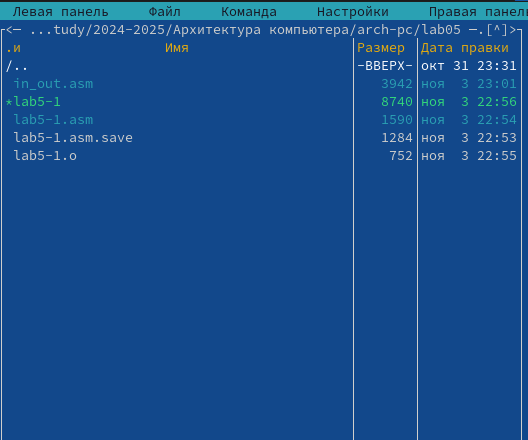 Левая панель Файл Команда Настройки Правая панел
<─ ...tudy/2024-2025/Архитектура компьютера/arch-pc/lab05 ─.[^]>
.и Имя Размер Дата правки
/.. -ВВЕРХ- окт 31 23:31
in_out.asm 3942 ноя 3 23:01
*lab5-1 8740 ноя 3 22:56
lab5-1.asm 1590 ноя 3 22:54
lab5-1.asm.save 1284 ноя 3 22:53
lab5-1.o 752 ноя 3 22:55